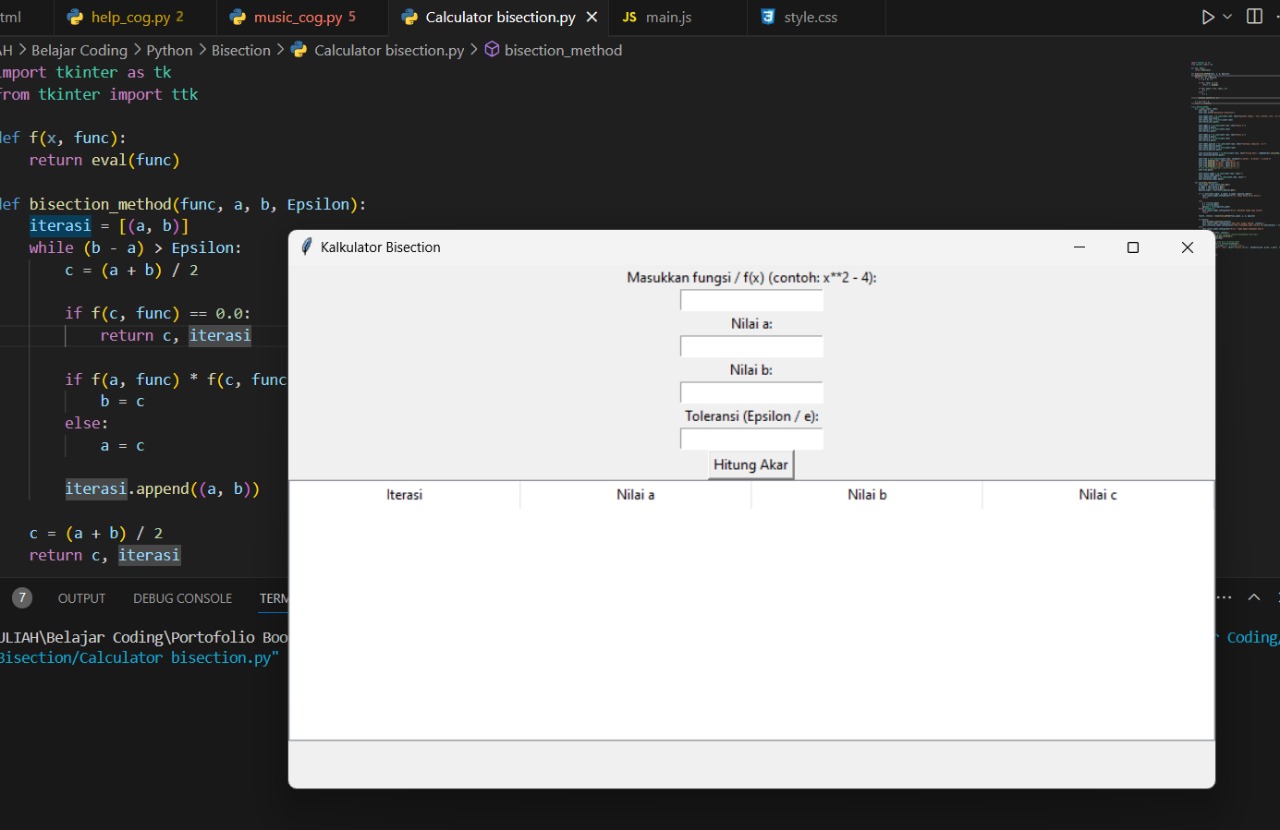 tml help_cog.py 2 music_cog.py 5 Calculator bisection.py JS main.js style.css
AH > Belajar Coding > Python > Bisection > Calculator bisection.py > bisection_method
mport tkinter as tk
rom tkinter import ttk
ef f(x, func):
return eval(func)
ef bisection_method(func, a, b, Epsilon):
iterasi = [(a, b)]
while (b - a) > Epsilon:
c = (a + b) / 2
if f(c, func) == 0.0:
return c, iterasi
if f(a, func) * f(c, func
b = c
else:
a = c
iterasi.append((a, b))
c = (a + b) / 2
return c, iterasi
Kalkulator Bisection
Masukkan fungsi / f(x) (contoh: x**2 - 4):
Nilai a:
Nilai b:
Toleransi (Epsilon / e):
Hitung Akar
Iterasi Nilai a Nilai b Nilai c
7 OUTPUT DEBUG CONSOLE TERM
ULIAH\Belajar Coding\Portofolio Boo
r Coding/
Bisection/Calculator bisection.py"